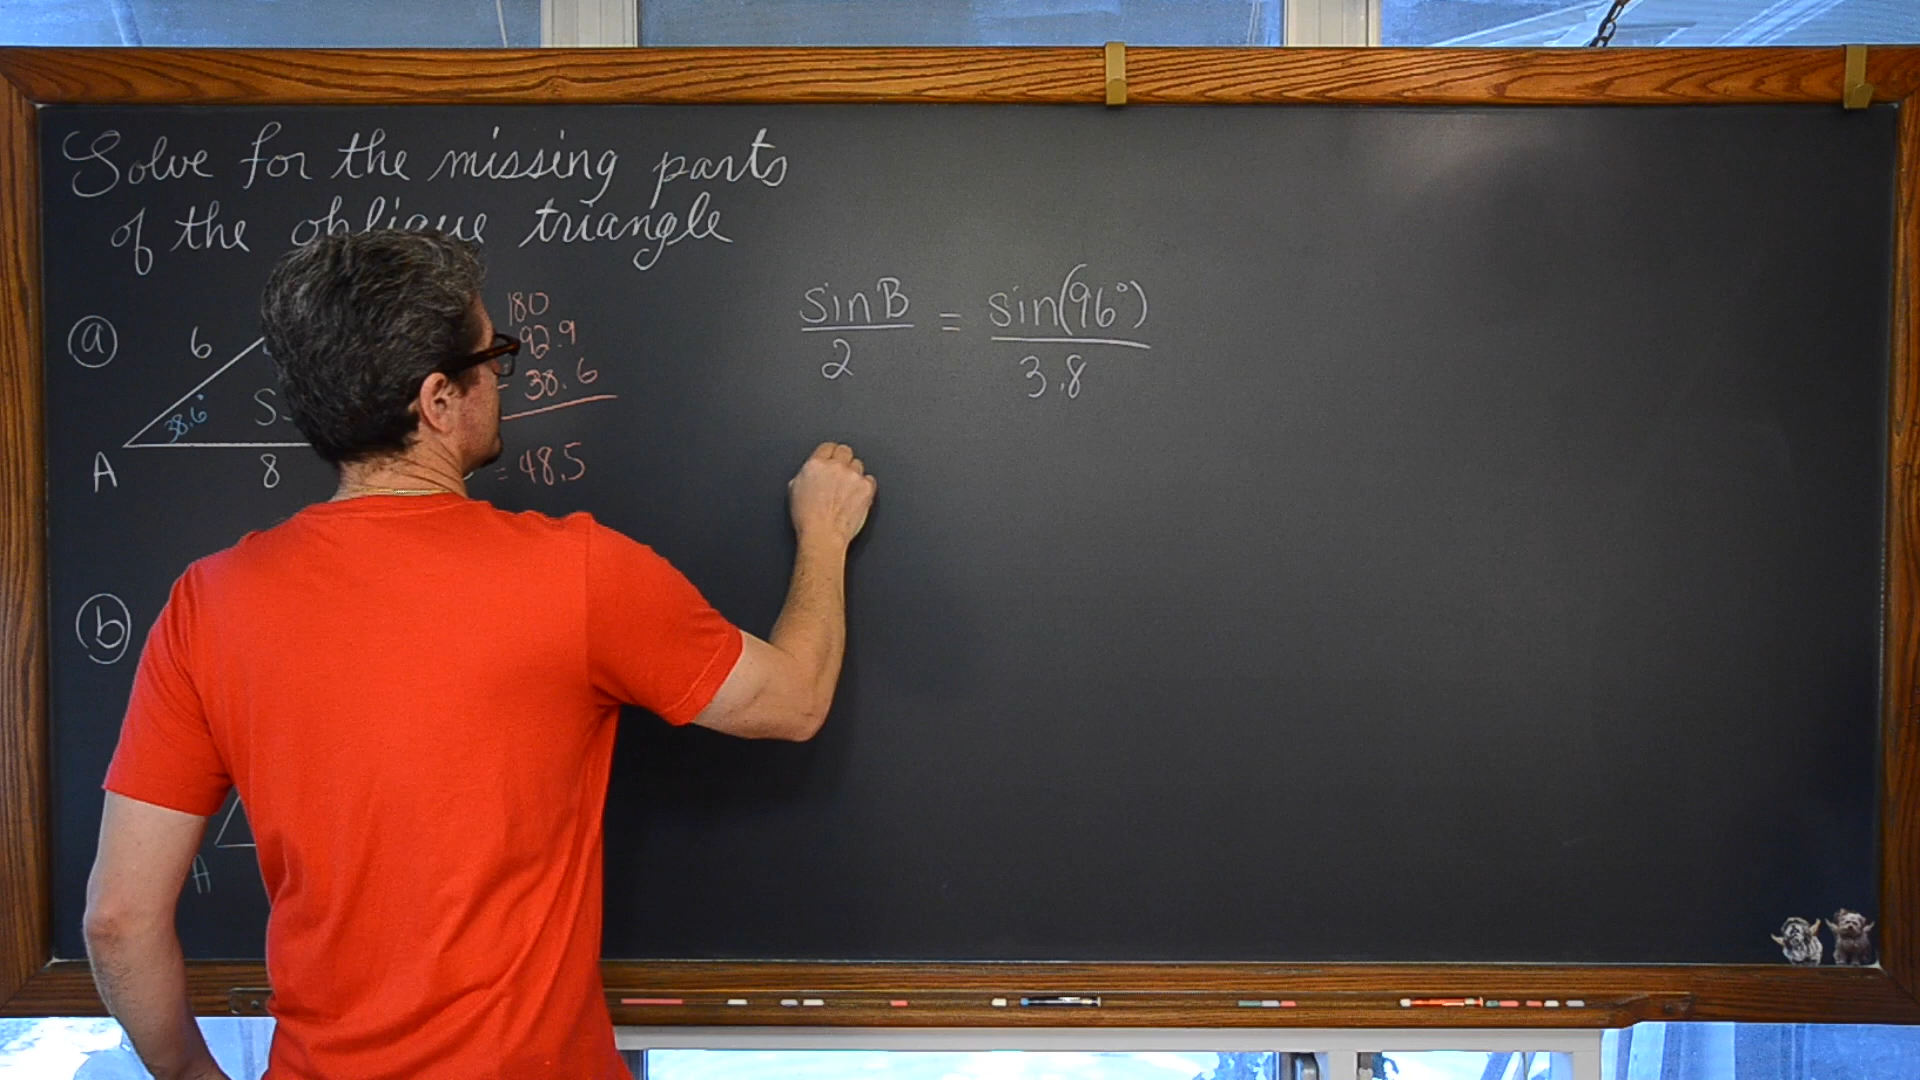 Solve for the missing parts
of the oblique triangle
(a)
6
38.6°
S
A
8
180
92.9
- 38.6
= 48.5
sin B / 2 = sin(96°) / 3.8
(b)
A